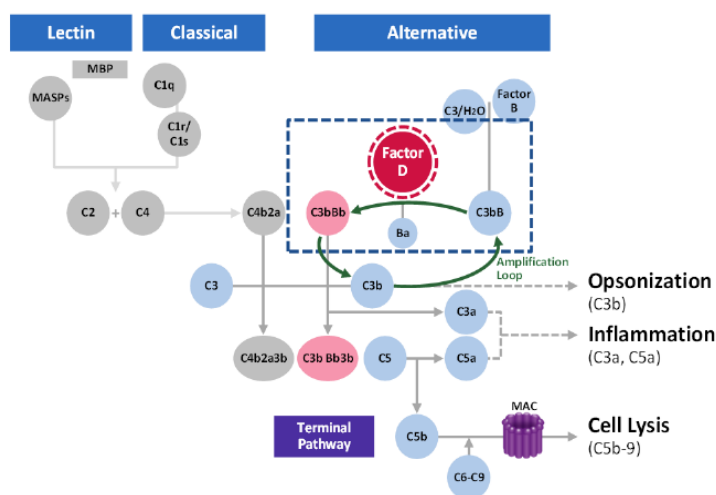 Lectin
Classical
Alternative
MBP
MASPs
C1q
C1r/
C1s
C3/H2O
Factor
B
Factor
D
C2 + C4
C4b2a
C3bBb
Ba
C3bB
Amplification
Loop
C3
C3b
Opsonization
(C3b)
C3a
Inflammation
(C3a, C5a)
C4b2a3b
C3b Bb3b
C5
C5a
Terminal
Pathway
C5b
MAC
Cell Lysis
(C5b-9)
C6-C9